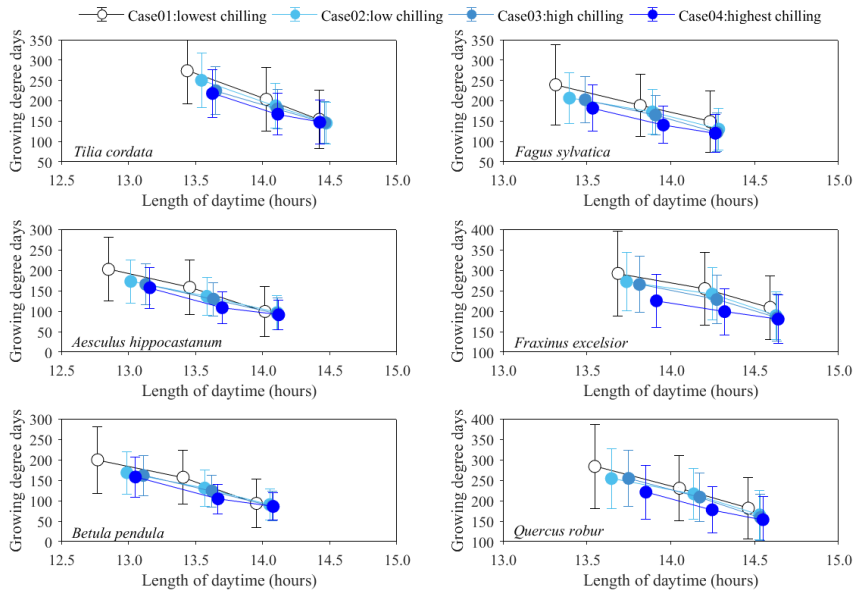 Case01:lowest chilling Case02:low chilling Case03:high chilling Case04:highest chilling
Growing degree days
350
300
250
200
150
100
50
Tilia cordata
12.5 13.0 13.5 14.0 14.5 15.0
Length of daytime (hours)
Growing degree days
350
300
250
200
150
100
50
Fagus sylvatica
13.0 13.5 14.0 14.5 15.0
Length of daytime (hours)
Growing degree days
300
250
200
150
100
50
0
Aesculus hippocastanum
12.5 13.0 13.5 14.0 14.5 15.0
Length of daytime (hours)
Growing degree days
400
350
300
250
200
150
100
Fraxinus excelsior
13.0 13.5 14.0 14.5 15.0
Length of daytime (hours)
Growing degree days
300
250
200
150
100
50
0
Betula pendula
12.5 13.0 13.5 14.0 14.5 15.0
Length of daytime (hours)
Growing degree days
400
350
300
250
200
150
100
Quercus robur
13.0 13.5 14.0 14.5 15.0
Length of daytime (hours)